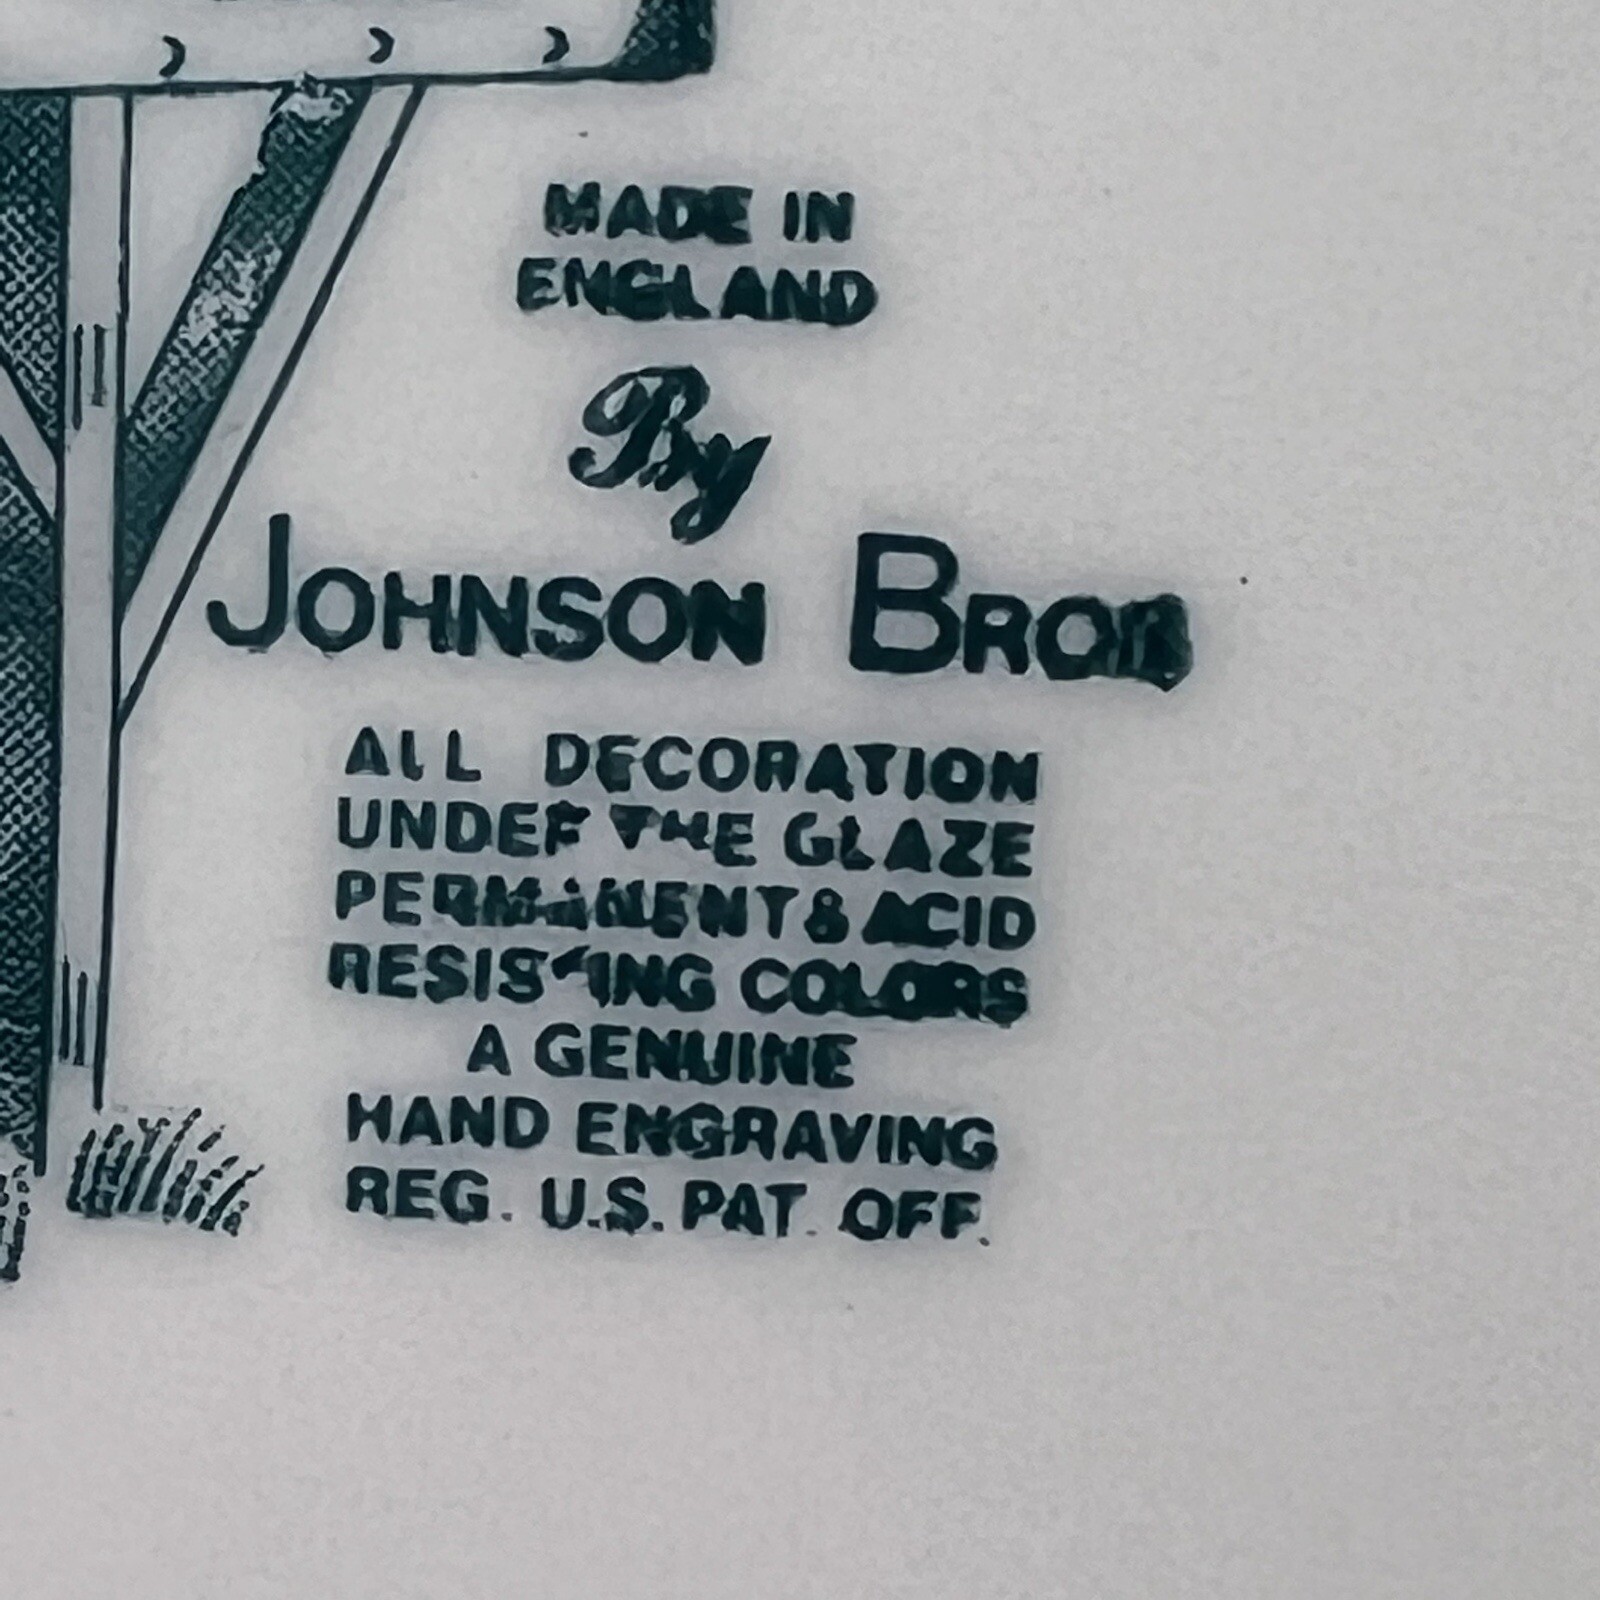 MADE IN
ENGLAND
By
JOHNSON BROS
ALL DECORATION
UNDER THE GLAZE
PERMANENT & ACID
RESISTING COLORS
A GENUINE
HAND ENGRAVING
REG. U.S. PAT. OFF.